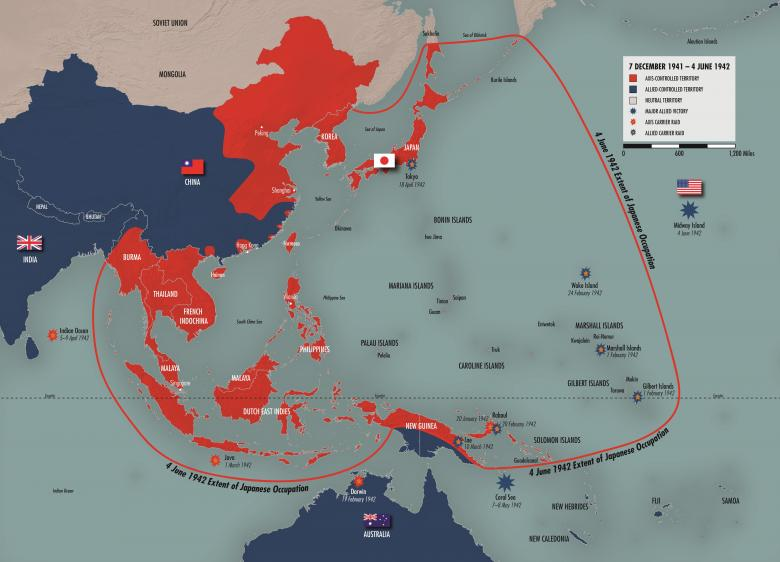 SOVIET UNION
MONGOLIA
Sakhalin
Sea of Okhotsk
Aleutian Islands
Kurile Islands
7 DECEMBER 1941 – 4 JUNE 1942
AXIS-CONTROLLED TERRITORY
ALLIED-CONTROLLED TERRITORY
NEUTRAL TERRITORY
MAJOR ALLIED VICTORY
AXIS CARRIER RAID
ALLIED CARRIER RAID
0
600
1,200 Miles
Peking
KOREA
Sea of Japan
JAPAN
Tokyo
18 April 1942
4 June 1942 Extent of Japanese Occupation
CHINA
Shanghai
Yellow Sea
NEPAL
BHUTAN
INDIA
Okinawa
BONIN ISLANDS
Iwo Jima
Midway Island
4 June 1942
BURMA
Hong Kong
Formosa
Hainan
THAILAND
FRENCH
INDOCHINA
Manila
Philippine Sea
South China Sea
PHILIPPINES
MARIANA ISLANDS
Saipan
Tinian
Guam
Wake Island
24 February 1942
Indian Ocean
5–9 April 1942
Eniwetok
MARSHALL ISLANDS
Roi-Namur
Kwajalein
Marshall Islands
1 February 1942
PALAU ISLANDS
Peleliu
Truk
CAROLINE ISLANDS
MALAYA
Singapore
MALAYA
GILBERT ISLANDS
Makin
Tarawa
Gilbert Islands
1 February 1942
Equator
Equator
Equator
DUTCH EAST INDIES
NEW GUINEA
20 January 1942
Rabaul
20 February 1942
Lae
10 March 1942
SOLOMON ISLANDS
Guadalcanal
Java
1 March 1942
4 June 1942 Extent of Japanese Occupation
4 June 1942 Extent of Japanese Occupation
Indian Ocean
Darwin
19 February 1942
Coral Sea
7–8 May 1942
NEW HEBRIDES
FIJI
SAMOA
AUSTRALIA
NEW CALEDONIA